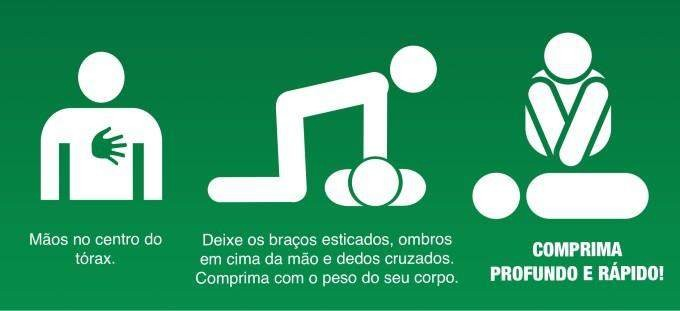 Mãos no centro do
tórax.
Deixe os braços esticados, ombros
em cima da mão e dedos cruzados.
Comprima com o peso do seu corpo.
COMPRIMA
PROFUNDO E RÁPIDO!